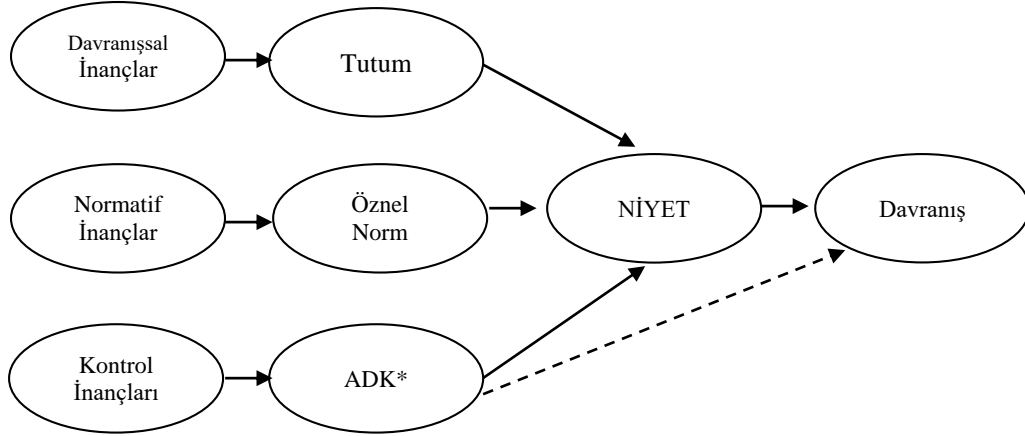 Davranışsal
İnançlar
Tutum
Normatif
İnançlar
Öznel
Norm
NİYET
Davranış
Kontrol
İnançları
ADK*